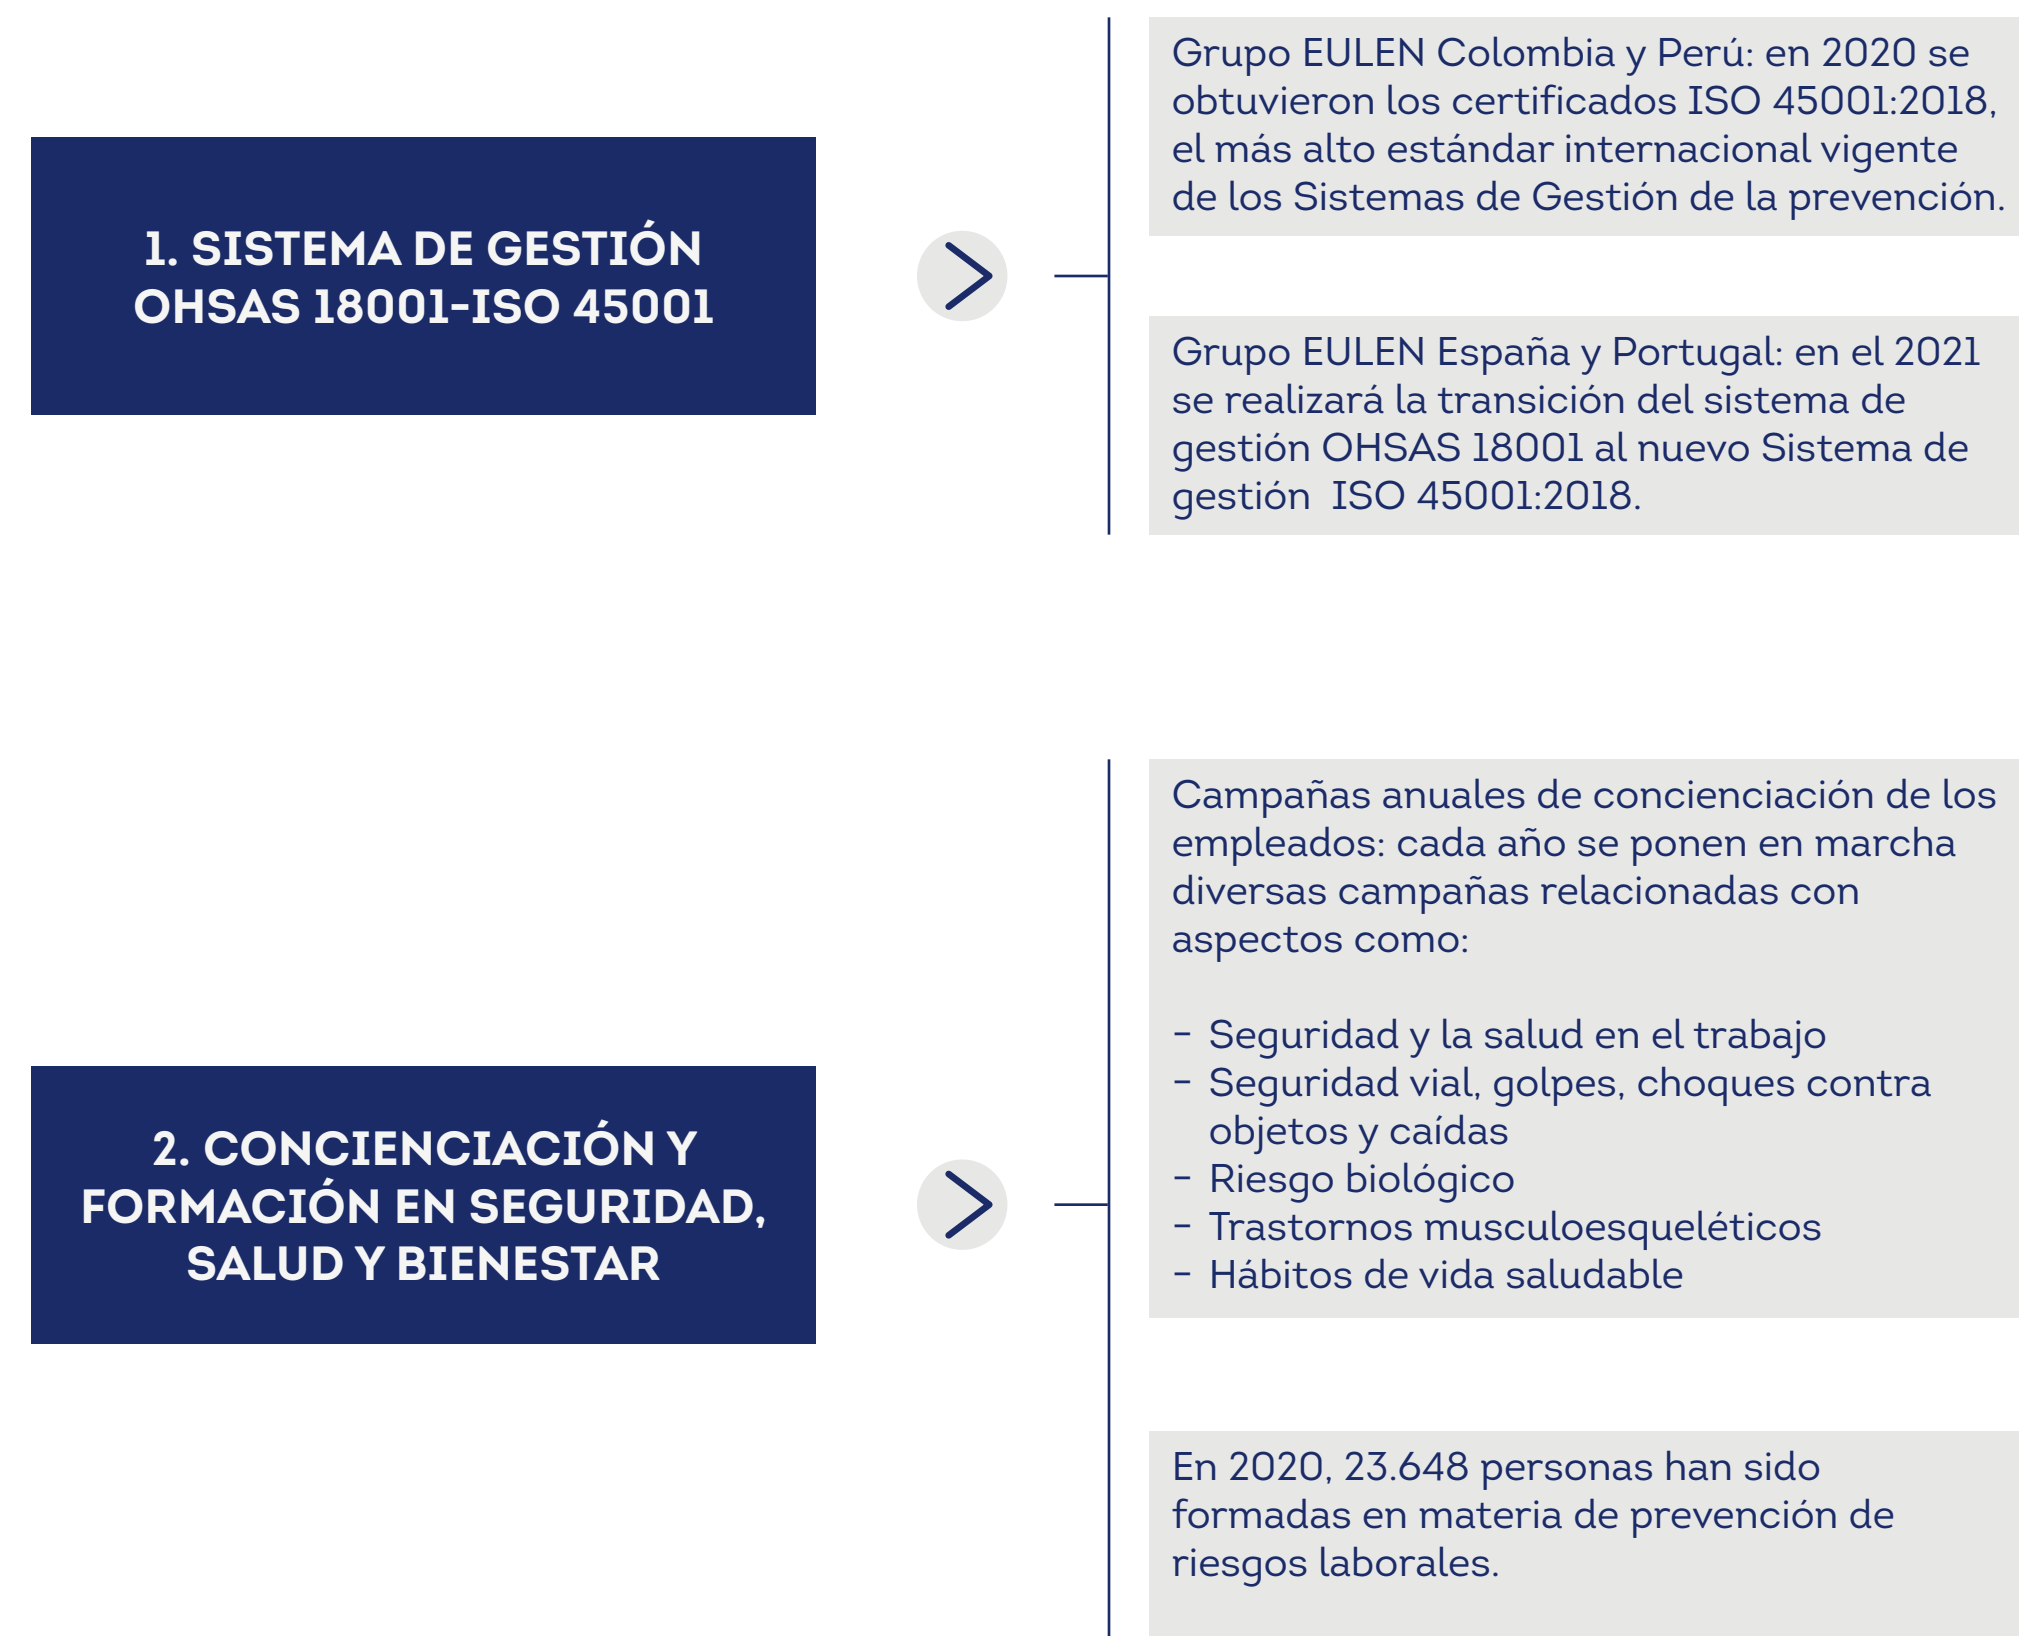 1. SISTEMA DE GESTIÓN
OHSAS 18001-ISO 45001
Grupo EULEN Colombia y Perú: en 2020 se
obtuvieron los certificados ISO 45001:2018,
el más alto estándar internacional vigente
de los Sistemas de Gestión de la prevención.
Grupo EULEN España y Portugal: en el 2021
se realizará la transición del sistema de
gestión OHSAS 18001 al nuevo Sistema de
gestión ISO 45001:2018.
2. CONCIENCIACIÓN Y
FORMACIÓN EN SEGURIDAD,
SALUD Y BIENESTAR
Campañas anuales de concienciación de los
empleados: cada año se ponen en marcha
diversas campañas relacionadas con
aspectos como:
- Seguridad y la salud en el trabajo
- Seguridad vial, golpes, choques contra
objetos y caídas
- Riesgo biológico
- Trastornos musculoesqueléticos
- Hábitos de vida saludable
En 2020, 23.648 personas han sido
formadas en materia de prevención de
riesgos laborales.